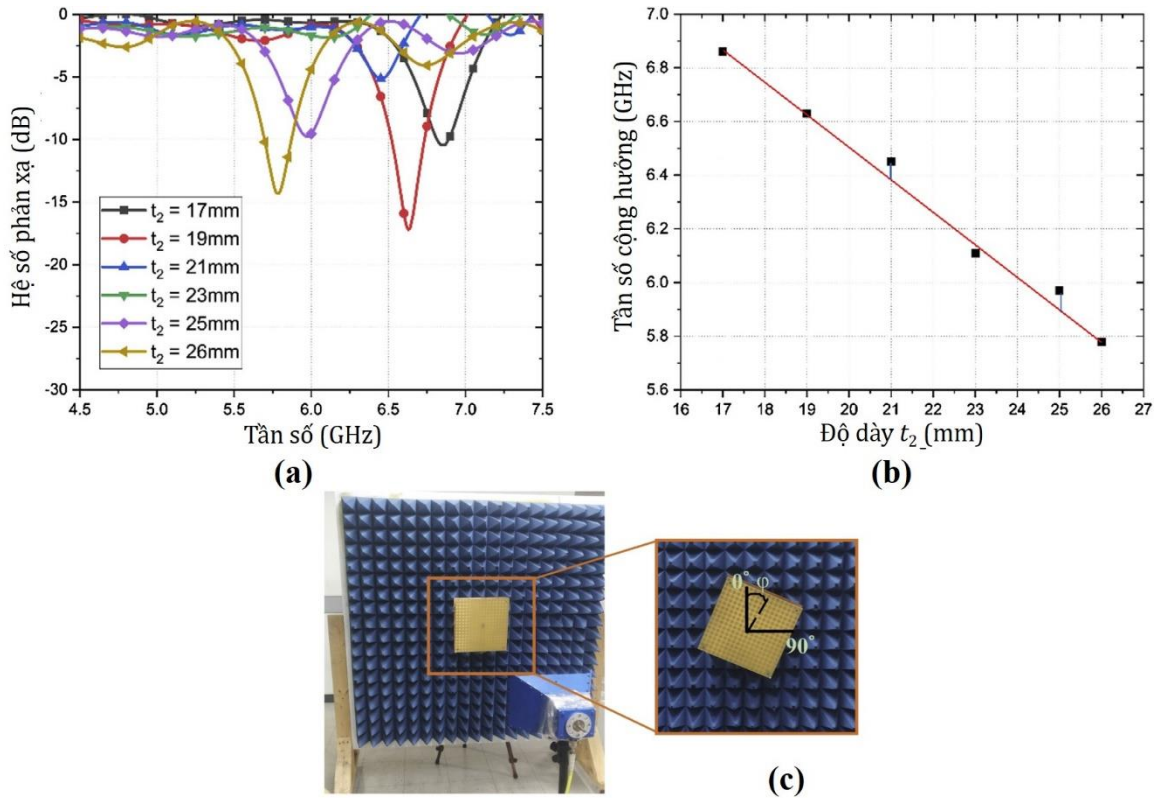 Hệ số phản xạ (dB)
0
-5
-10
-15
-20
-25
-30
t₂ = 17mm
t₂ = 19mm
t₂ = 21mm
t₂ = 23mm
t₂ = 25mm
t₂ = 26mm
4.5 5.0 5.5 6.0 6.5 7.0 7.5
Tần số (GHz)
(a)
Tần số cộng hưởng (GHz)
7.0
6.8
6.6
6.4
6.2
6.0
5.8
5.6
16 17 18 19 20 21 22 23 24 25 26 27
Độ dày t₂ (mm)
(b)
0° φ
90°
(c)